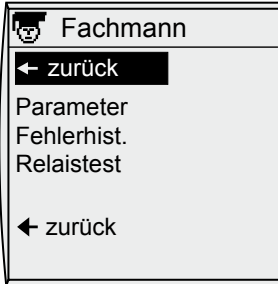 Fachmann
← zurück
Parameter
Fehlerhist.
Relaistest
← zurück